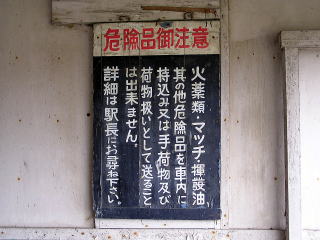 危険品御注意
火薬類・マッチ・揮発油
其の他危険品を車内に
持込み又は手荷物及び
荷物扱いとして送ること
は出来ません。
詳細は駅長にお尋ね下さい。